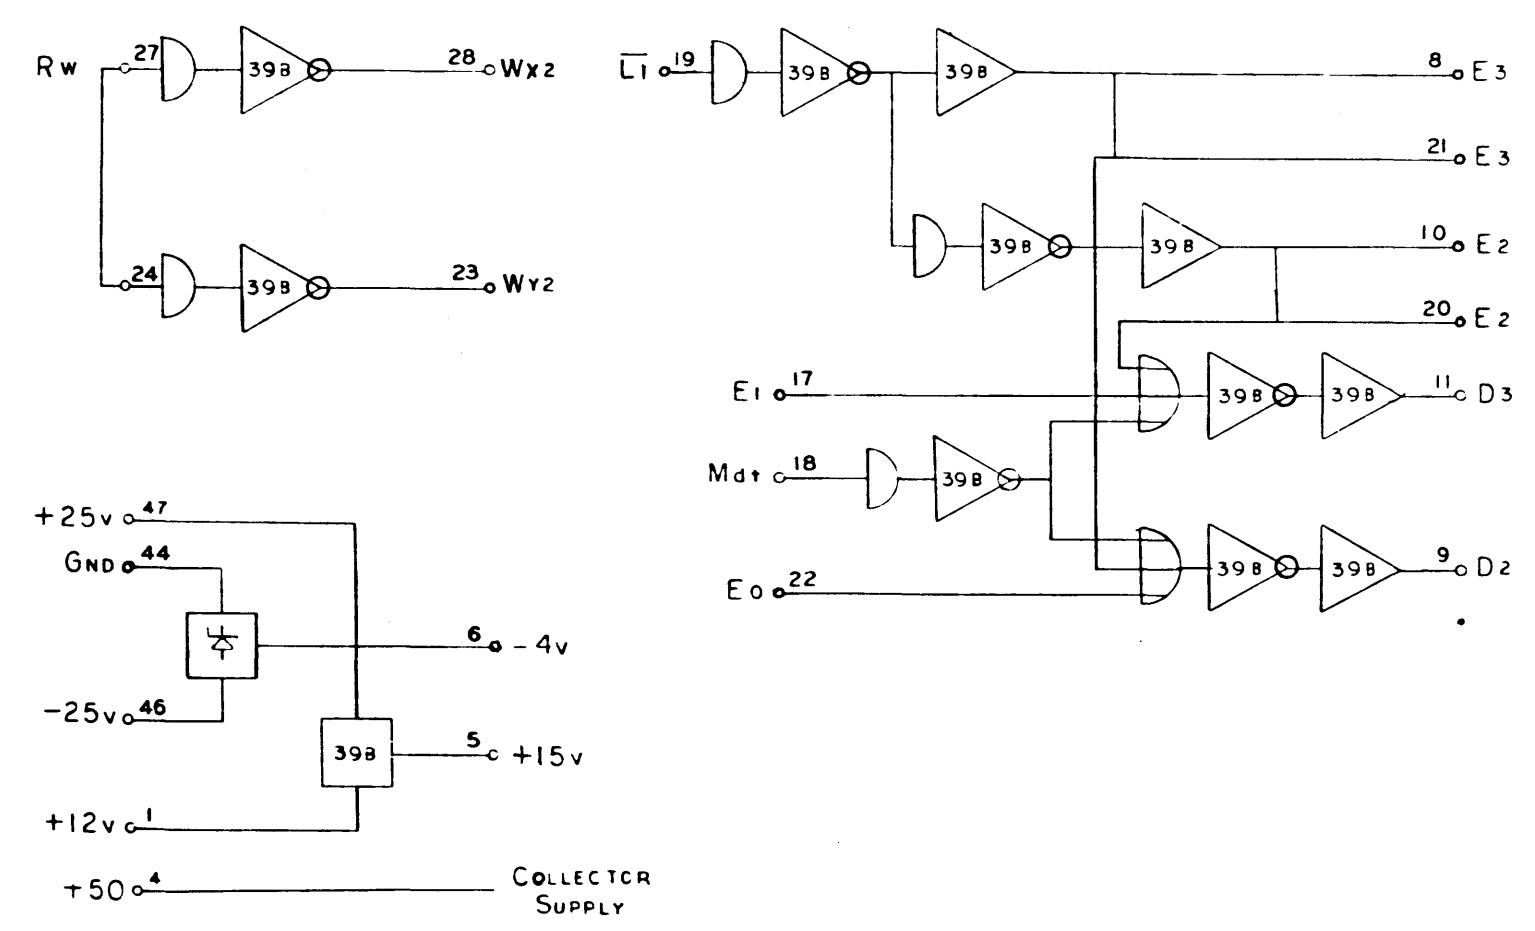 RW 27 39B 28 WX2
24 39B 23 WY2
L1 19 39B 39B 8 E3
21 E3
39B 39B 10 E2
20 E2
E1 17 39B 39B 11 D3
Mdt 18 39B
E0 22 39B 39B 9 D2
+25v 47
GND 44
6 -4v
-25v 46
39B 5 +15v
+12v 1
+50 4 COLLECTOR
SUPPLY